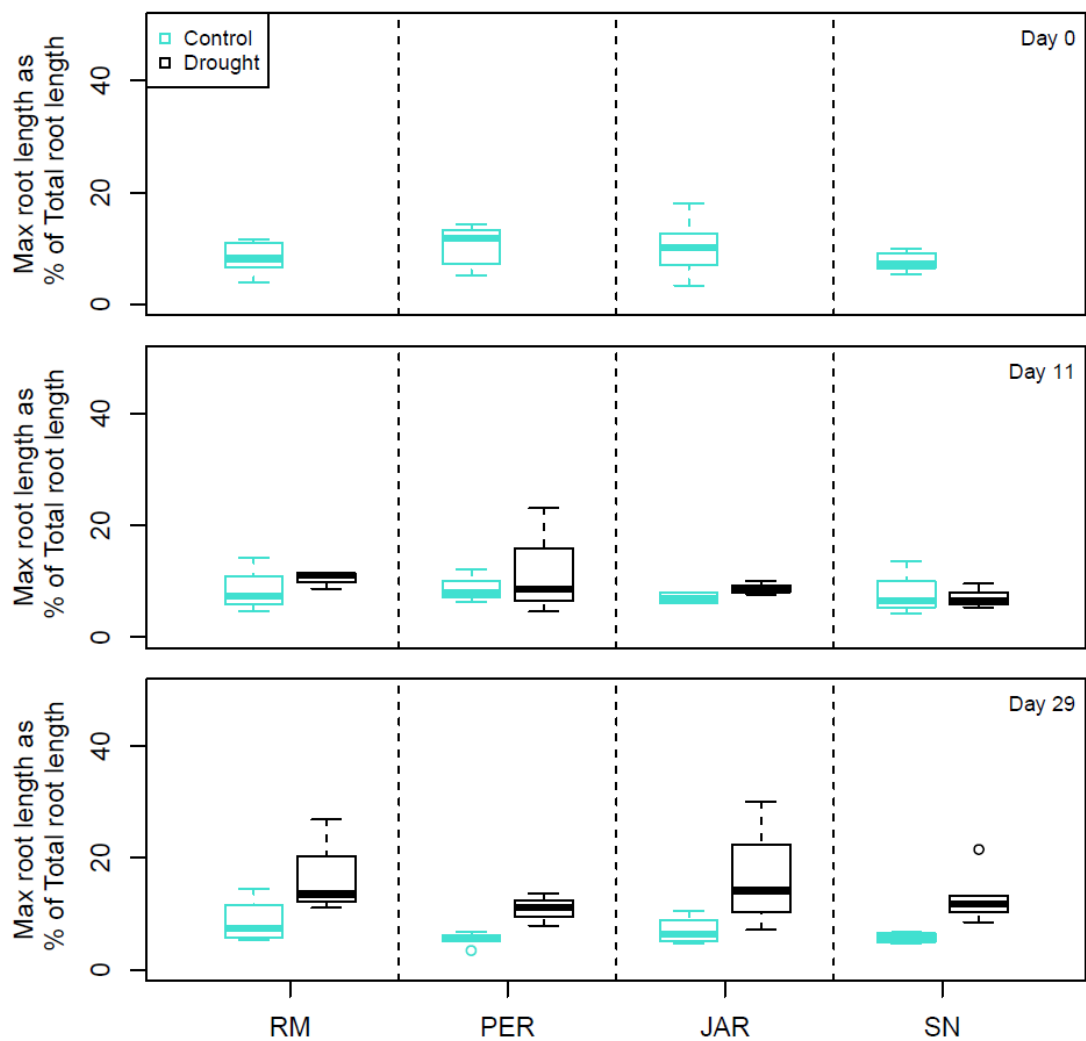 Control
Drought
Day 0
Max root length as
% of Total root length
40
20
0
Day 11
Max root length as
% of Total root length
40
20
0
Day 29
Max root length as
% of Total root length
40
20
0
RM PER JAR SN